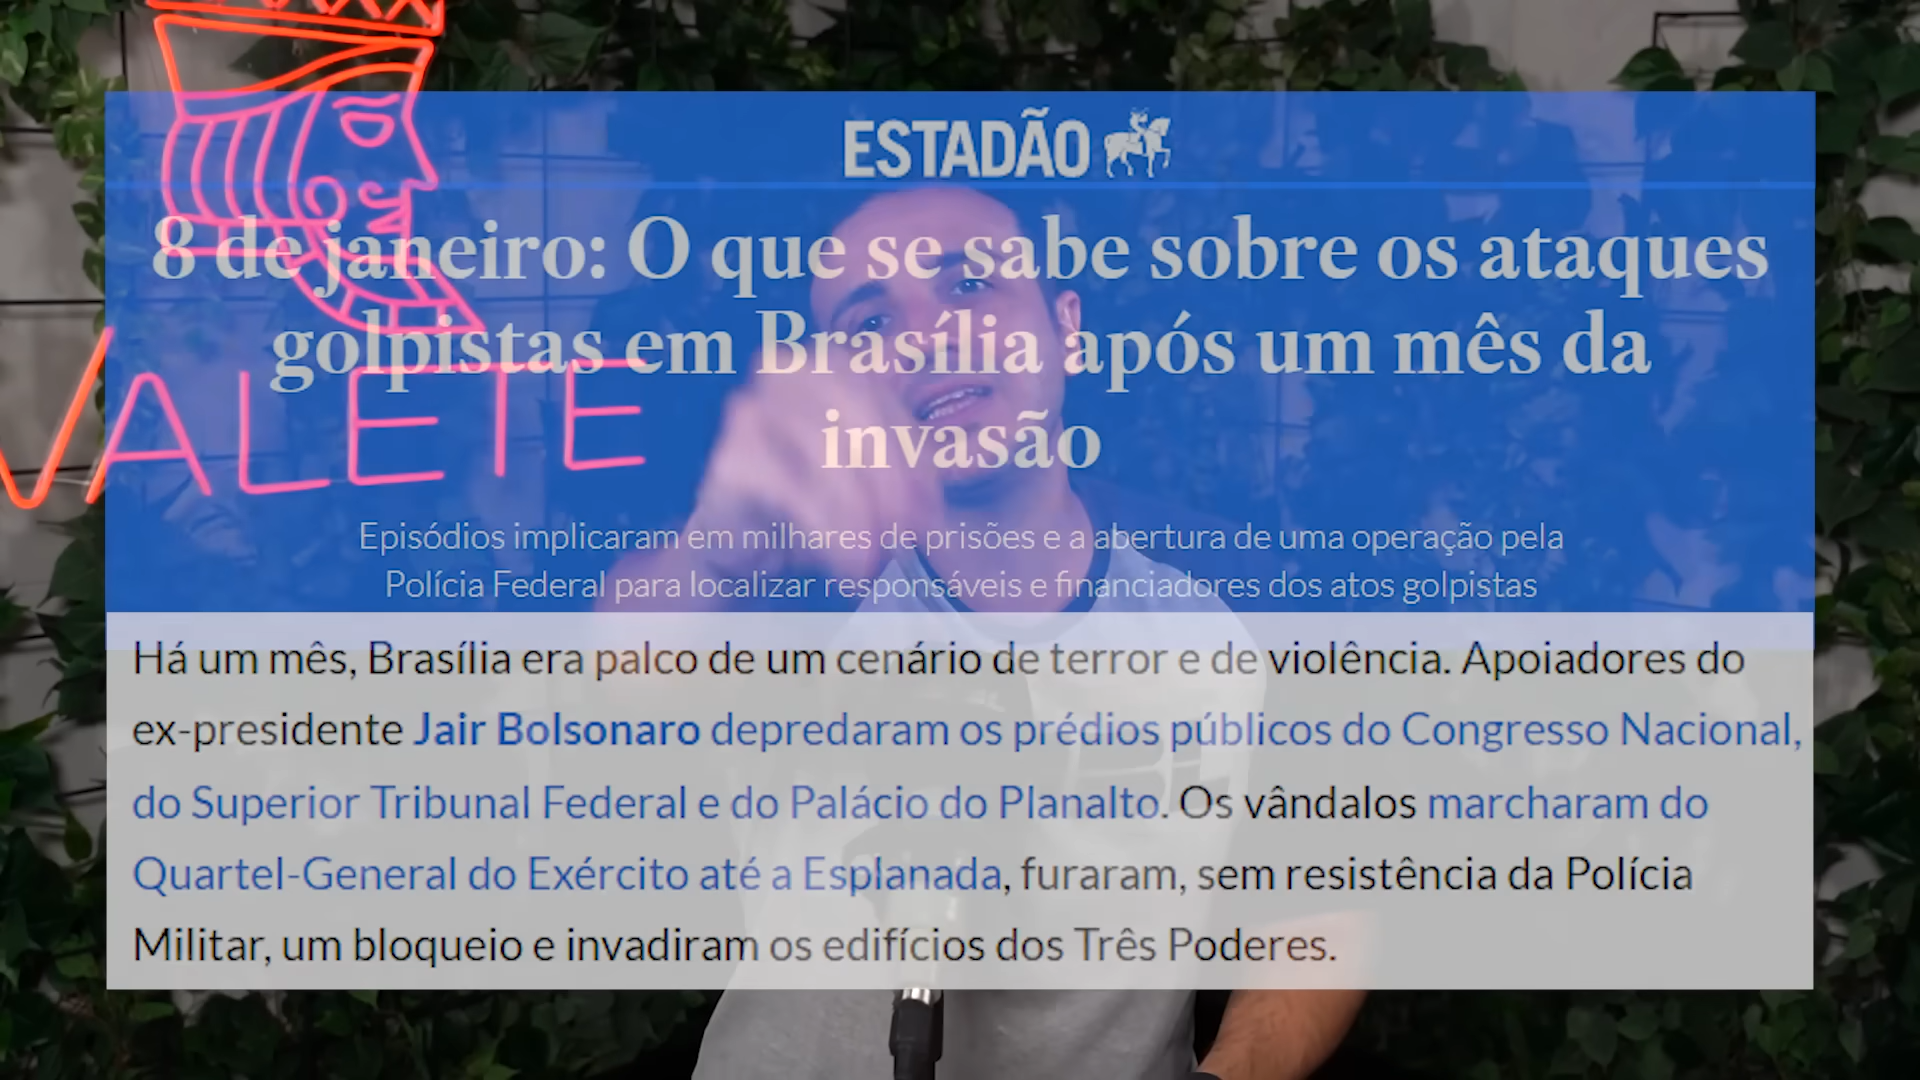 ESTADÃO
8 de janeiro: O que se sabe sobre os ataques
golpistas em Brasília após um mês da
invasão
VALETE
Episódios implicaram em milhares de prisões e a abertura de uma operação pela
Polícia Federal para localizar responsáveis e financiadores dos atos golpistas
Há um mês, Brasília era palco de um cenário de terror e de violência. Apoiadores do
ex-presidente Jair Bolsonaro depredaram os prédios públicos do Congresso Nacional,
do Superior Tribunal Federal e do Palácio do Planalto. Os vândalos marcharam do
Quartel-General do Exército até a Esplanada, furaram, sem resistência da Polícia
Militar, um bloqueio e invadiram os edifícios dos Três Poderes.